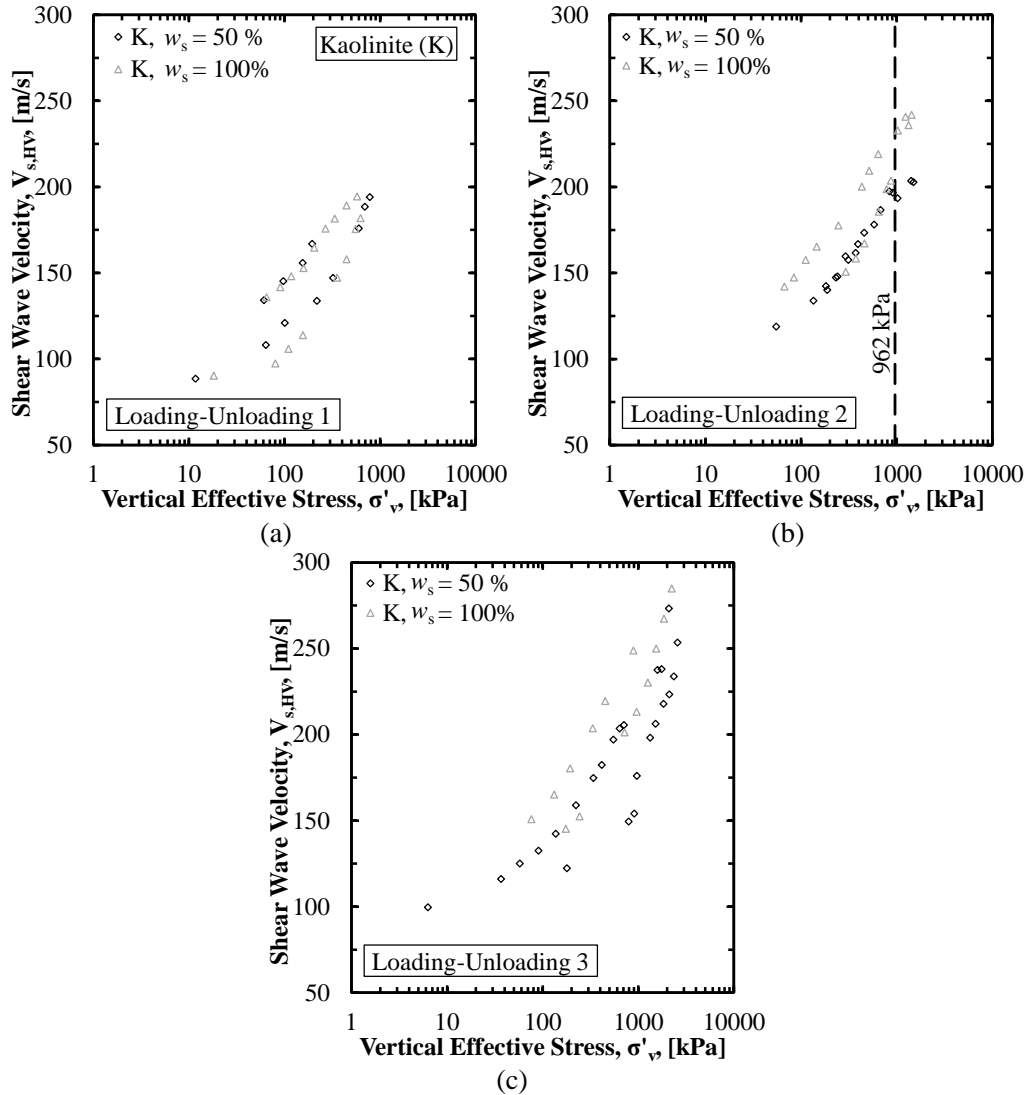 300
250
200
150
100
50
K, ws = 50 %
K, ws = 100%
Kaolinite (K)
Loading-Unloading 1
Shear Wave Velocity, Vs,HV, [m/s]
1 10 100 1000 10000
Vertical Effective Stress, σ'v, [kPa]
(a)
300
250
200
150
100
50
K, ws = 50 %
K, ws = 100%
962 kPa
Loading-Unloading 2
Shear Wave Velocity, Vs,HV, [m/s]
1 10 100 1000 10000
Vertical Effective Stress, σ'v, [kPa]
(b)
300
250
200
150
100
50
K, ws = 50 %
K, ws = 100%
Loading-Unloading 3
Shear Wave Velocity, Vs,HV, [m/s]
1 10 100 1000 10000
Vertical Effective Stress, σ'v, [kPa]
(c)